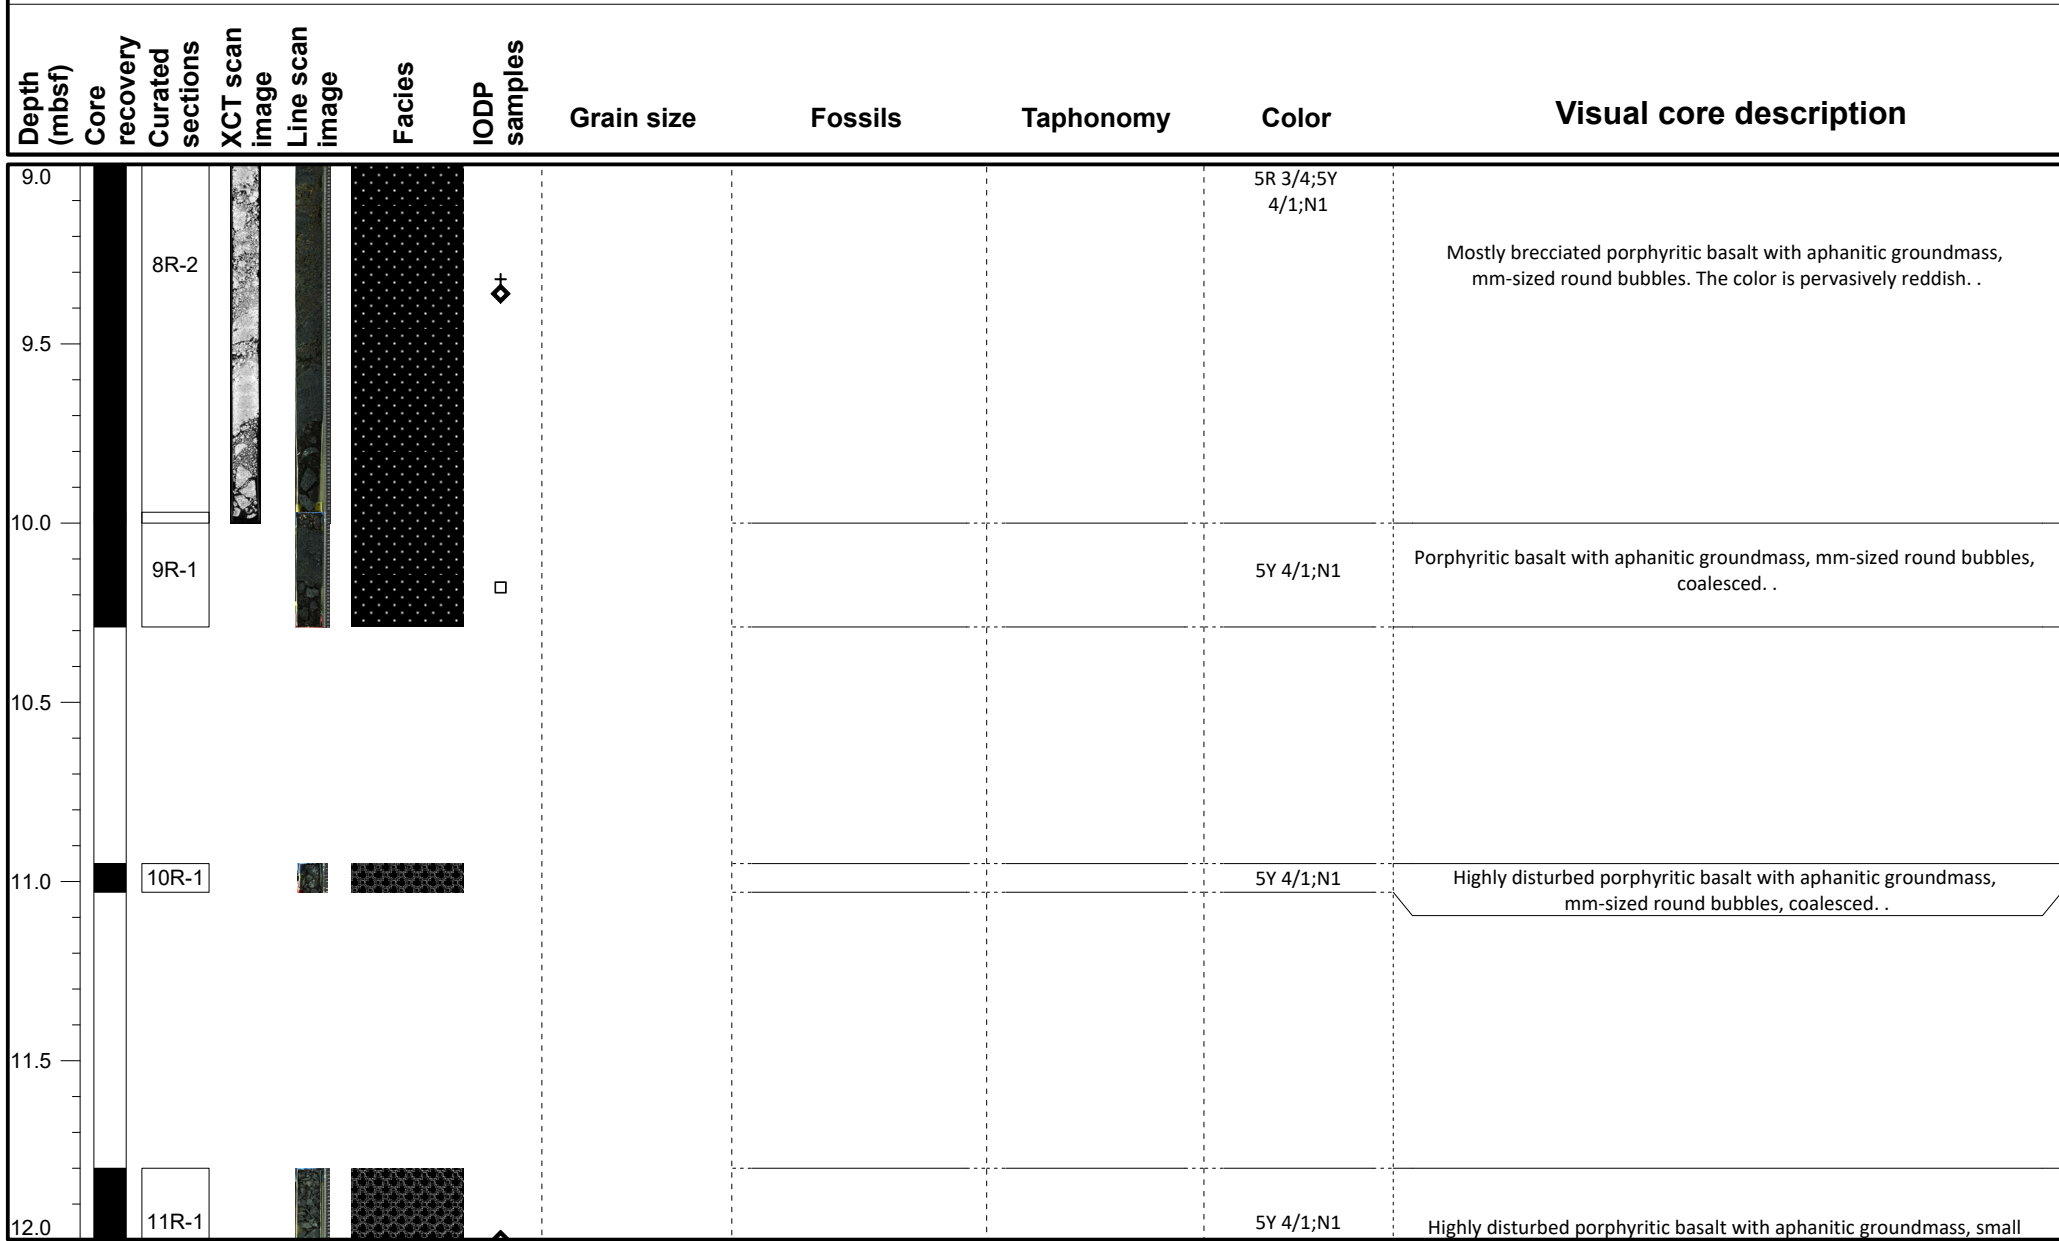 Depth
(mbsf)
Core
recovery
Curated
sections
XCT scan
image
Line scan
image
Facies
IODP
samples
Grain size
Fossils
Taphonomy
Color
Visual core description
9.0
5R 3/4;5Y
4/1;N1
8R-2
Mostly brecciated porphyritic basalt with aphanitic groundmass,
mm-sized round bubbles. The color is pervasively reddish. .
9.5
10.0
9R-1
5Y 4/1;N1
Porphyritic basalt with aphanitic groundmass, mm-sized round bubbles,
coalesced. .
10.5
11.0
10R-1
5Y 4/1;N1
Highly disturbed porphyritic basalt with aphanitic groundmass,
mm-sized round bubbles, coalesced. .
11.5
12.0
11R-1
5Y 4/1;N1
Highly disturbed porphyritic basalt with aphanitic groundmass, small